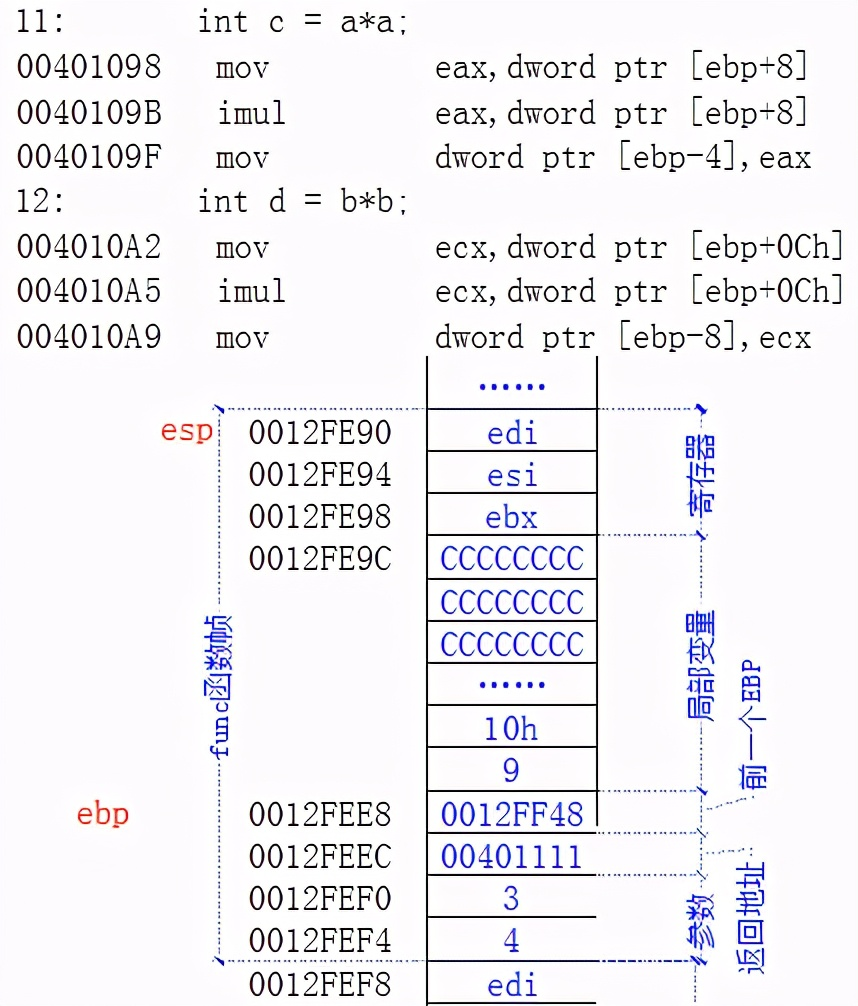 11: int c = a*a;
00401098 mov eax,dword ptr [ebp+8]
0040109B imul eax,dword ptr [ebp+8]
0040109F mov dword ptr [ebp-4],eax
12: int d = b*b;
004010A2 mov ecx,dword ptr [ebp+0Ch]
004010A5 imul ecx,dword ptr [ebp+0Ch]
004010A9 mov dword ptr [ebp-8],ecx
……
esp 0012FE90 edi
0012FE94 esi
0012FE98 ebx
寄存器
0012FE9C CCCCCCCC
CCCCCCCC
CCCCCCCC
……
10h
9
局部变量
func函数帧
前一个EBP
ebp 0012FEE8 0012FF48
0012FEEC 00401111
0012FEF0 3
0012FEF4 4
参数
返回地址
0012FEF8 edi